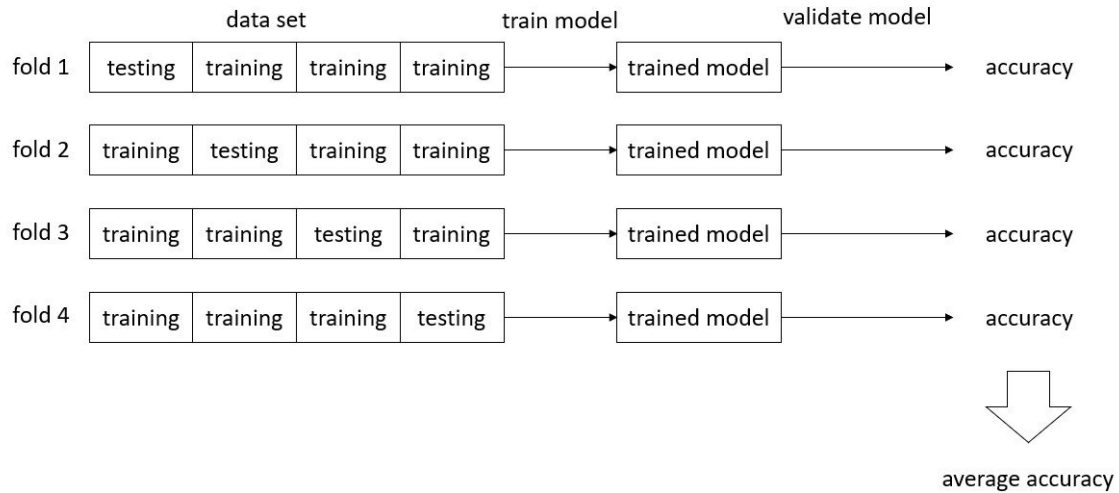 data set train model validate model
fold 1 testing training training training trained model accuracy
fold 2 training testing training training trained model accuracy
fold 3 training training testing training trained model accuracy
fold 4 training training training testing trained model accuracy
average accuracy